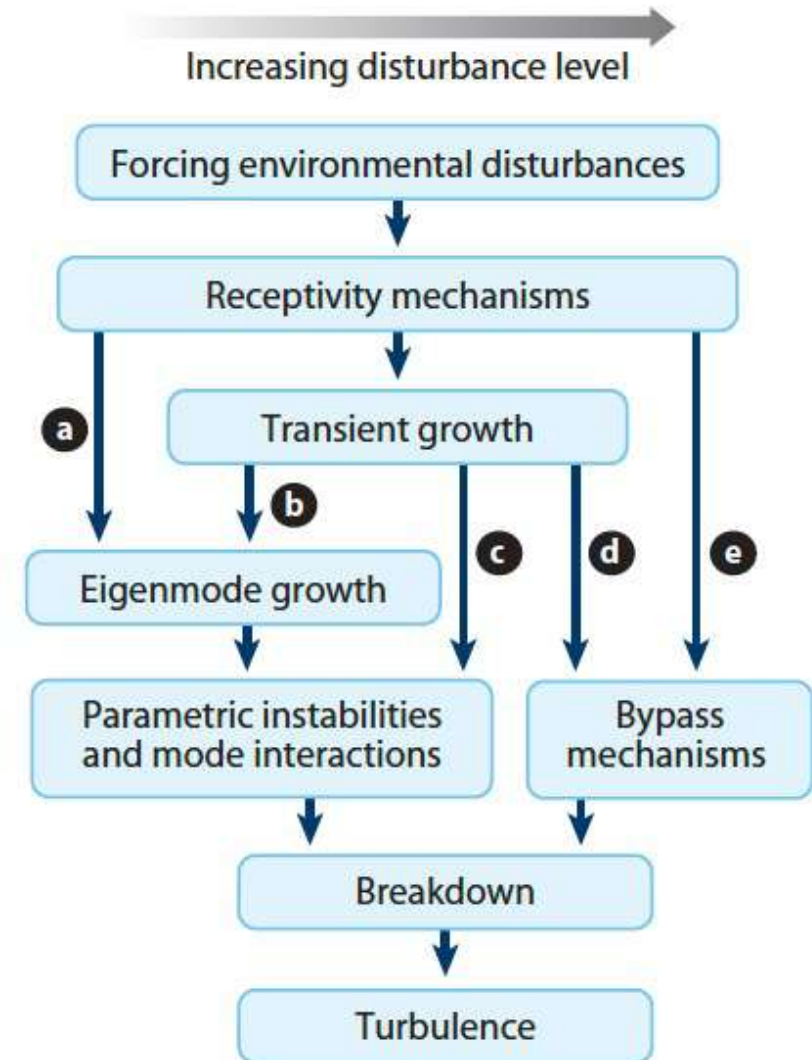 Increasing disturbance level
Forcing environmental disturbances
Receptivity mechanisms
a
Transient growth
b
c
d
e
Eigenmode growth
Parametric instabilities
and mode interactions
Bypass
mechanisms
Breakdown
Turbulence